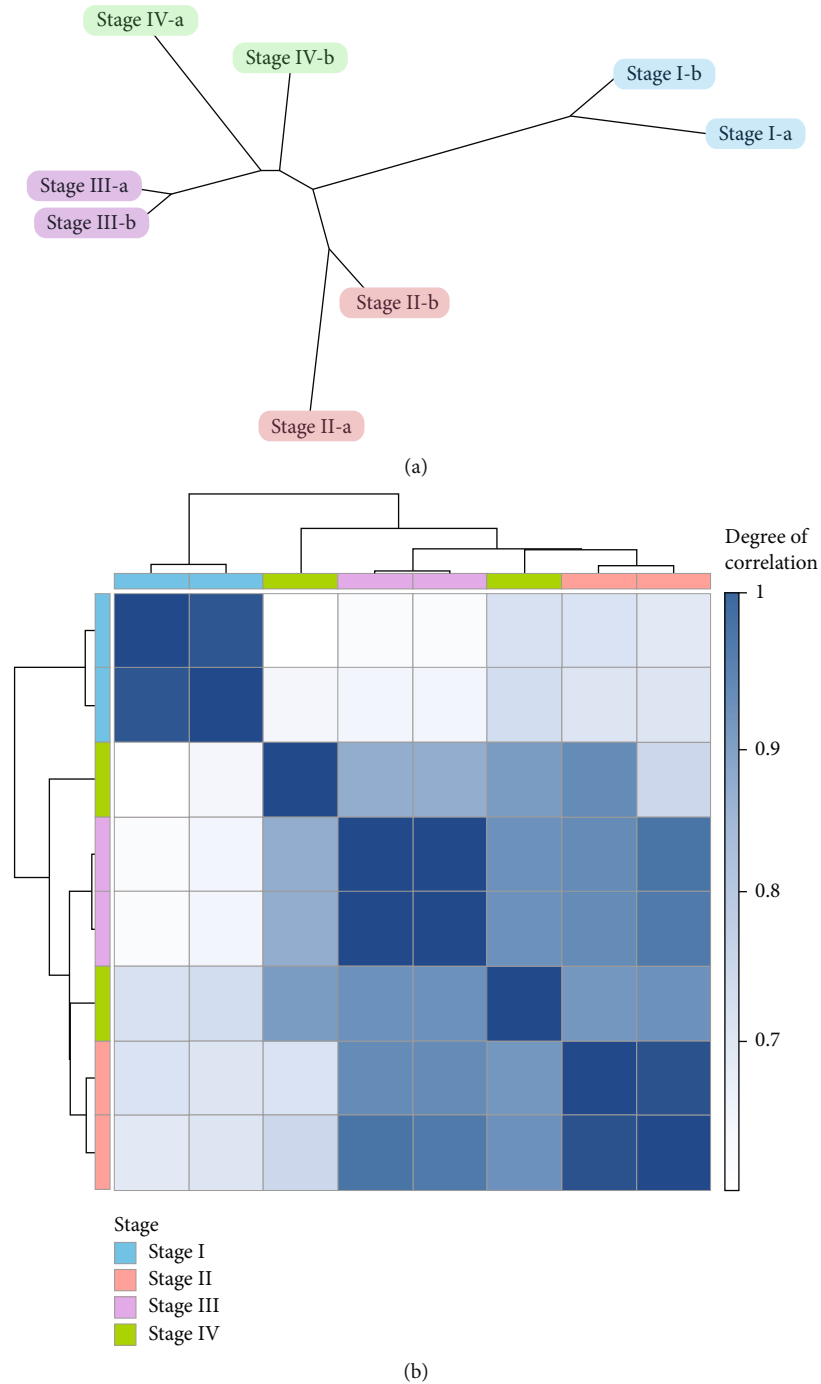 Stage IV-a
Stage IV-b
Stage I-b
Stage I-a
Stage III-a
Stage III-b
Stage II-b
Stage II-a
(a)
Degree of
correlation
1
0.9
0.8
0.7
Stage
Stage I
Stage II
Stage III
Stage IV
(b)